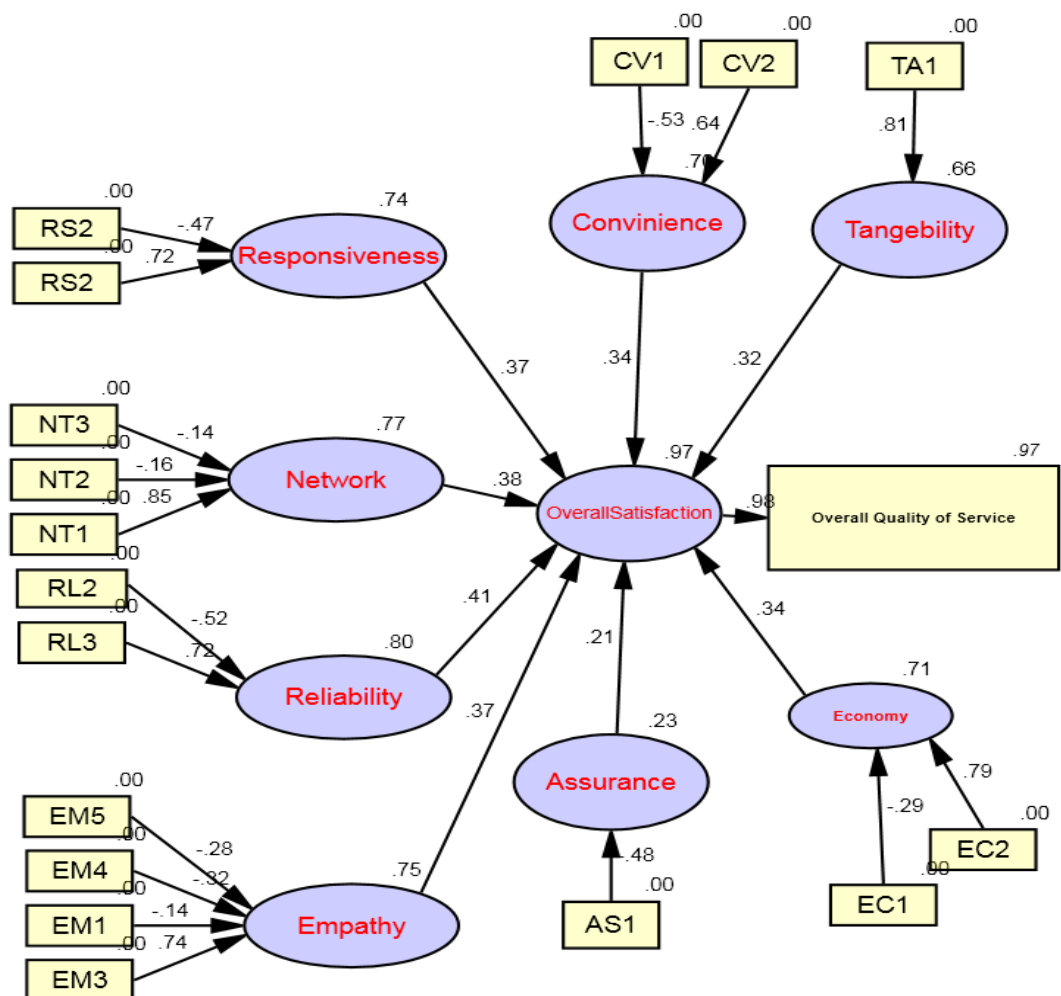 .00
.00
.00
CV1
CV2
TA1
-.53
.64
.81
.70
.66
Convinience
Tangebility
.00
.74
RS2
-.47
.00
Responsiveness
RS2
.72
.37
.34
.32
.00
NT3
-.14
.77
.00
NT2
-.16
Network
.38
.00
NT1
.85
.97
OverallSatisfaction
.98
.97
Overall Quality of Service
.00
RL2
-.52
.00
RL3
.72
.80
Reliability
.41
.37
.21
.34
.23
Assurance
.71
Economy
.00
EM5
-.28
.00
EM4
-.32
.00
EM1
-.14
.00
EM3
.74
.75
Empathy
-.48
.00
AS1
-.29
.79
.00
EC2
.00
EC1